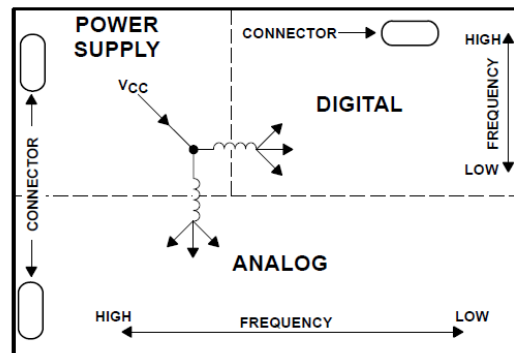 POWER
SUPPLY
CONNECTOR
HIGH
FREQUENCY
LOW
VCC
DIGITAL
CONNECTOR
ANALOG
HIGH
FREQUENCY
LOW